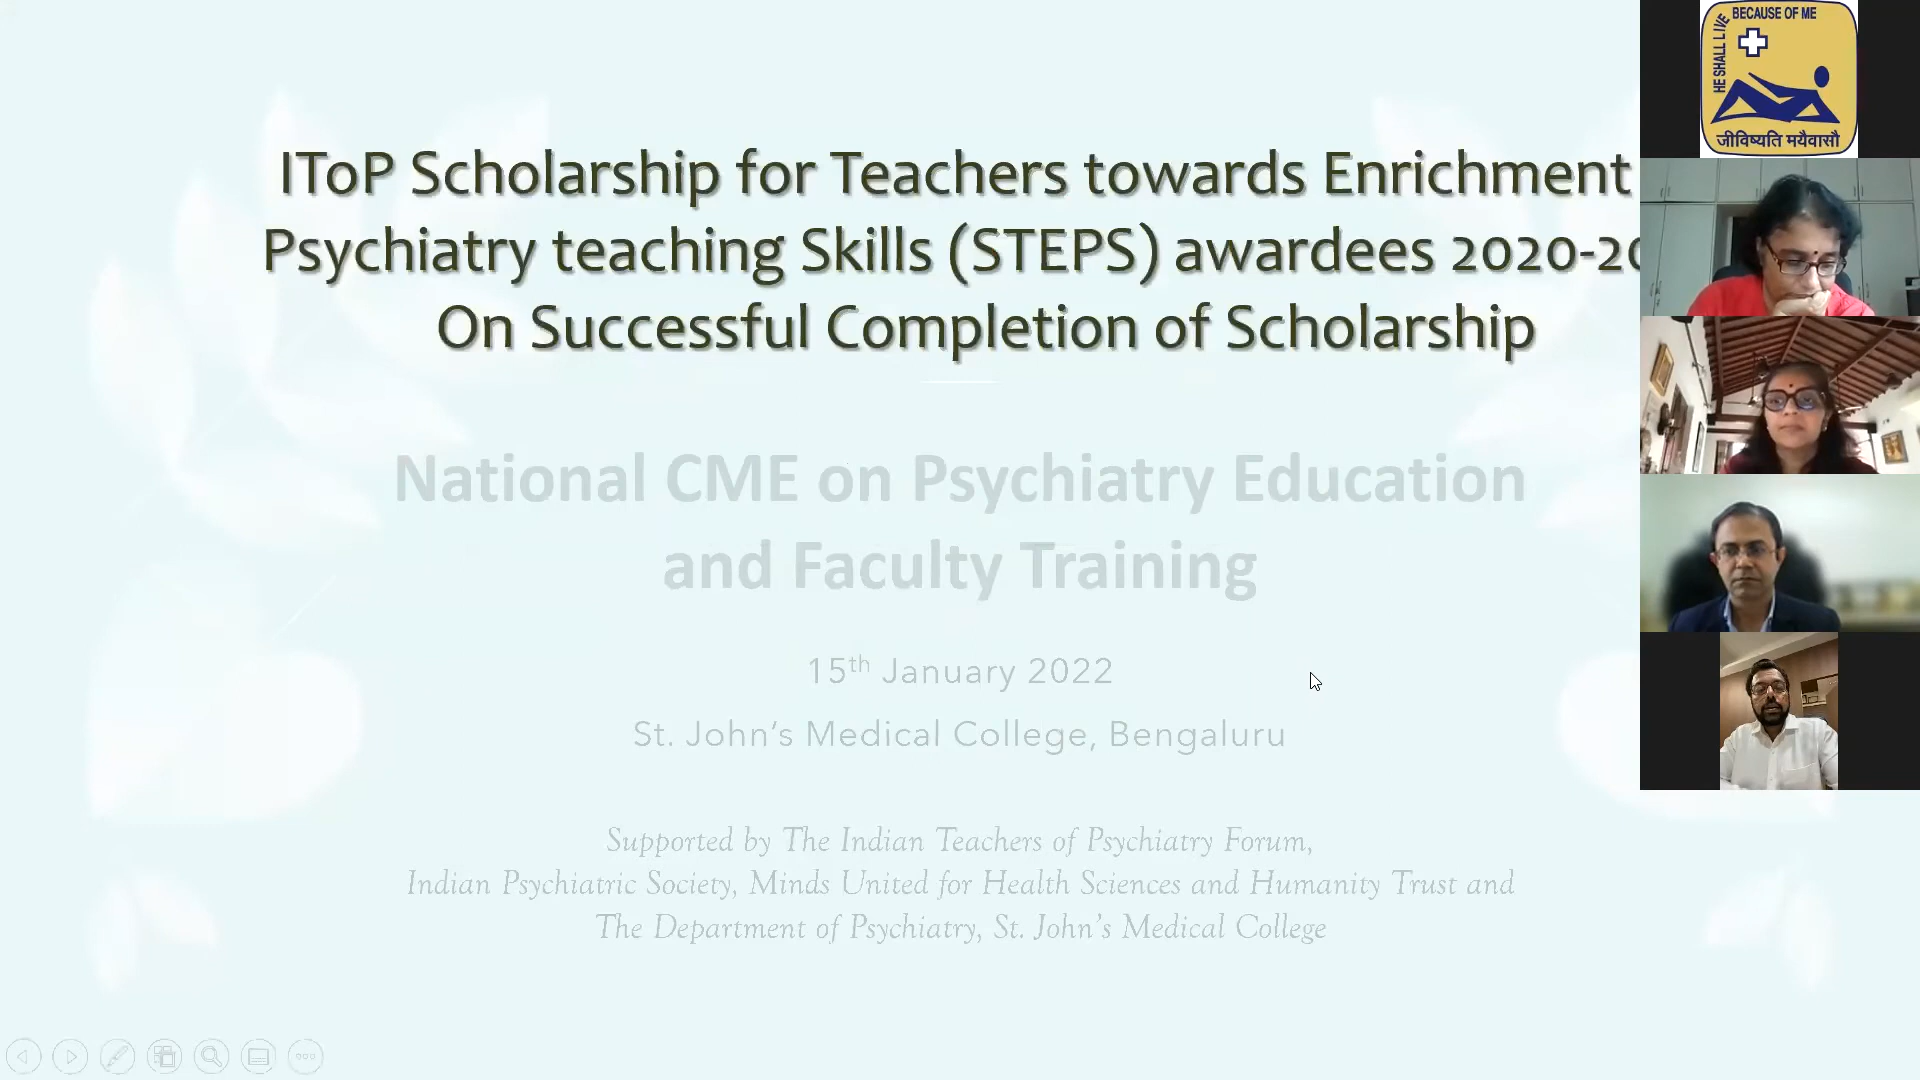 IToP Scholarship for Teachers towards Enrichment
Psychiatry teaching Skills (STEPS) awardees 2020-20
On Successful Completion of Scholarship
National CME on Psychiatry Education
and Faculty Training
15th January 2022
St. John's Medical College, Bengaluru
Supported by The Indian Teachers of Psychiatry Forum,
Indian Psychiatric Society, Minds United for Health Sciences and Humanity Trust and
The Department of Psychiatry, St. John's Medical College
HE SHALL LIVE BECAUSE OF ME
जीविष्यति मयैवासौ